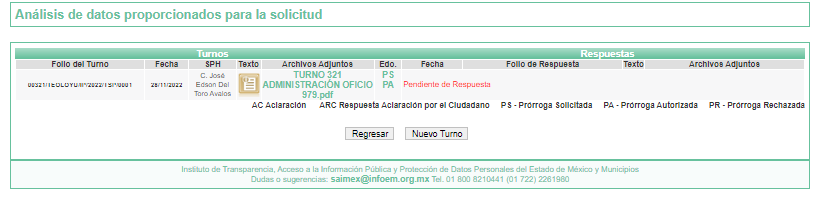 Análisis de datos proporcionados para la solicitud
Turnos Respuestas
Folio del Turno Fecha SPH Texto Archivos Adjuntos Edo. Fecha Folio de Respuesta Texto Archivos Adjuntos
00321/TEOLOYU/IP/2022/TSP/0001 28/11/2022 C. José Edson Del Toro Avalos TURNO 321 ADMINISTRACIÓN OFICIO 979.pdf PS PA Pendiente de Respuesta
AC Aclaración ARC Respuesta Aclaración por el Ciudadano PS - Prórroga Solicitada PA - Prórroga Autorizada PR - Prórroga Rechazada
Regresar Nuevo Turno
Instituto de Transparencia, Acceso a la Información Pública y Protección de Datos Personales del Estado de México y Municipios
Dudas o sugerencias: saimex@infoem.org.mx Tel. 01 800 8210441 (01 722) 2261980